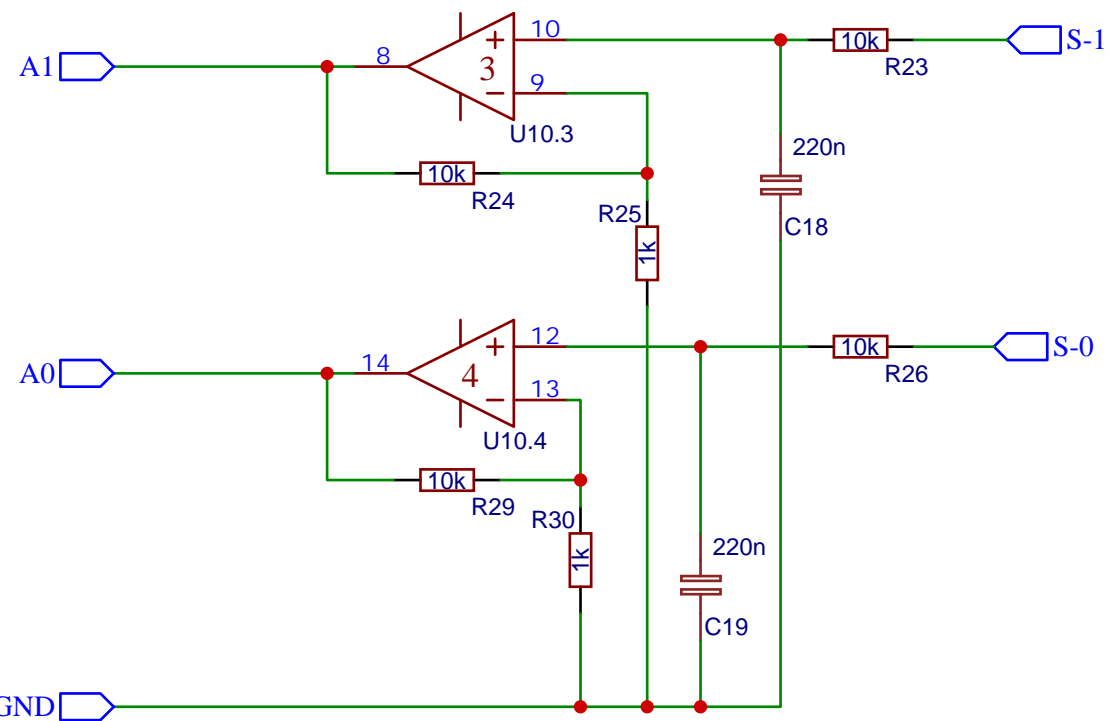 A1
8
+
3
−
10
9
U10.3
10k
R23
S-1
10k
R24
R25
1k
220n
C18
A0
14
+
4
−
12
13
U10.4
10k
R26
S-0
10k
R29
R30
1k
220n
C19
GND